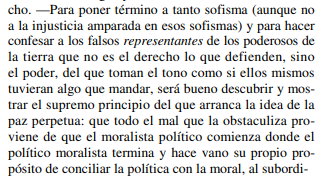 cho. —Para poner término a tanto sofisma (aunque no
a la injusticia amparada en esos sofismas) y para hacer
confesar a los falsos representantes de los poderosos de
la tierra que no es el derecho lo que defienden, sino
el poder, del que toman el tono como si ellos mismos
tuvieran algo que mandar, será bueno descubrir y mos-
trar el supremo principio del que arranca la idea de la
paz perpetua: que todo el mal que la obstaculiza pro-
viene de que el moralista político comienza donde el
político moralista termina y hace vano su propio pro-
pósito de conciliar la política con la moral, al subordi-